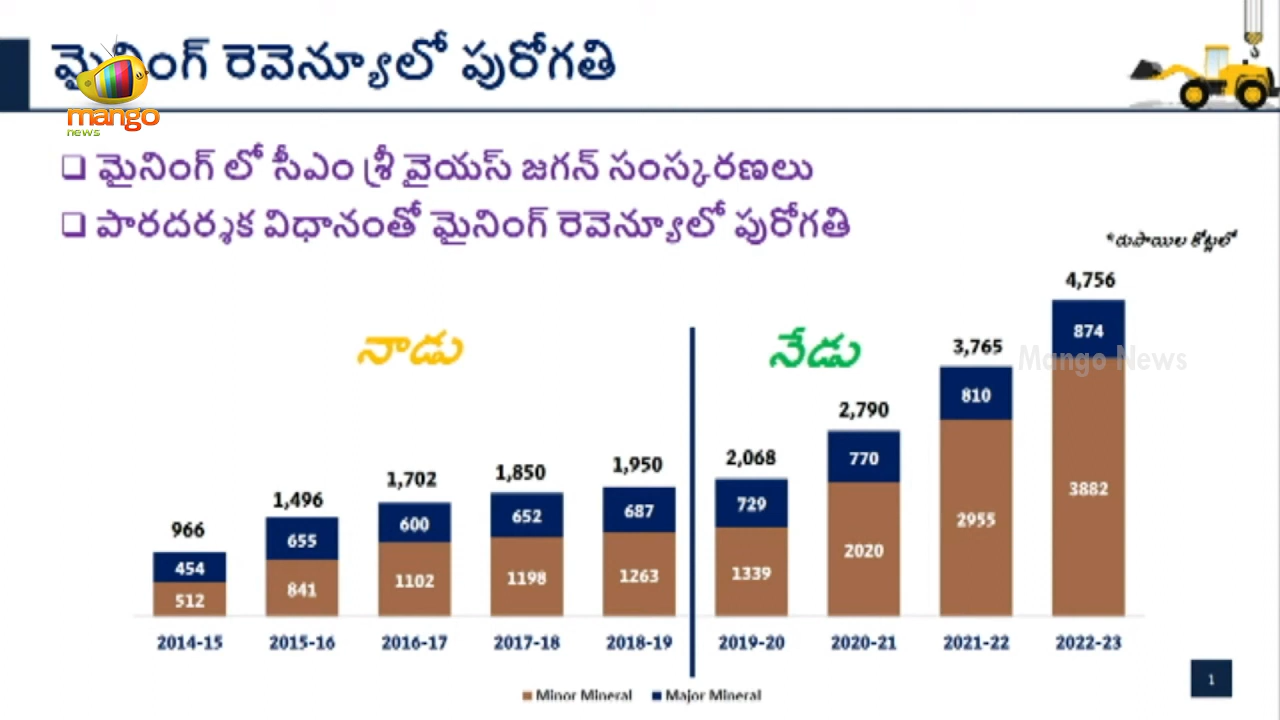 మైనింగ్ రెవెన్యూలో పురోగతి
mango
news
మైనింగ్ లో సీఎం శ్రీ వైయస్ జగన్ సంస్కరణలు
పారదర్శక విధానంతో మైనింగ్ రెవెన్యూలో పురోగతి
*రుపాయిల కోట్లలో
నాడు నేడు
Mango News
966 1,496 1,702 1,850 1,950 2,068 2,790 3,765 4,756
454 655 600 652 687 729 770 810 874
512 841 1102 1198 1263 1339 2020 2955 3882
2014-15 2015-16 2016-17 2017-18 2018-19 2019-20 2020-21 2021-22 2022-23
Minor Mineral Major Mineral
1